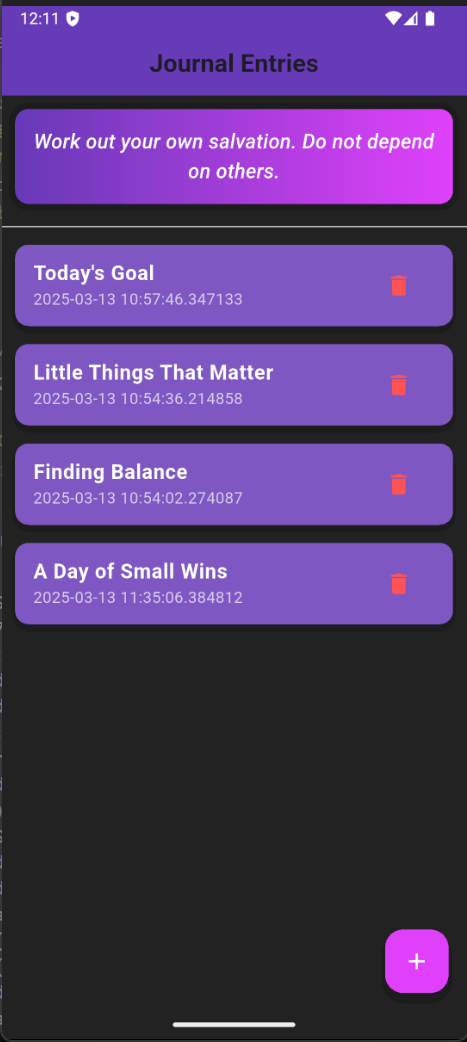 12:11
Journal Entries
Work out your own salvation. Do not depend
on others.
Today's Goal
2025-03-13 10:57:46.347133
Little Things That Matter
2025-03-13 10:54:36.214858
Finding Balance
2025-03-13 10:54:02.274087
A Day of Small Wins
2025-03-13 11:35:06.384812
+